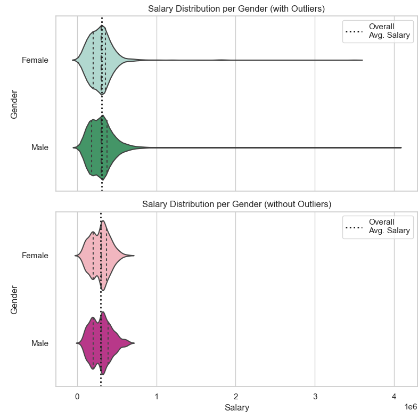 Salary Distribution per Gender (with Outliers)
Overall
Avg. Salary
Female
Gender
Male
Salary Distribution per Gender (without Outliers)
Overall
Avg. Salary
Female
Gender
Male
0 1 2 3 4
1e6
Salary